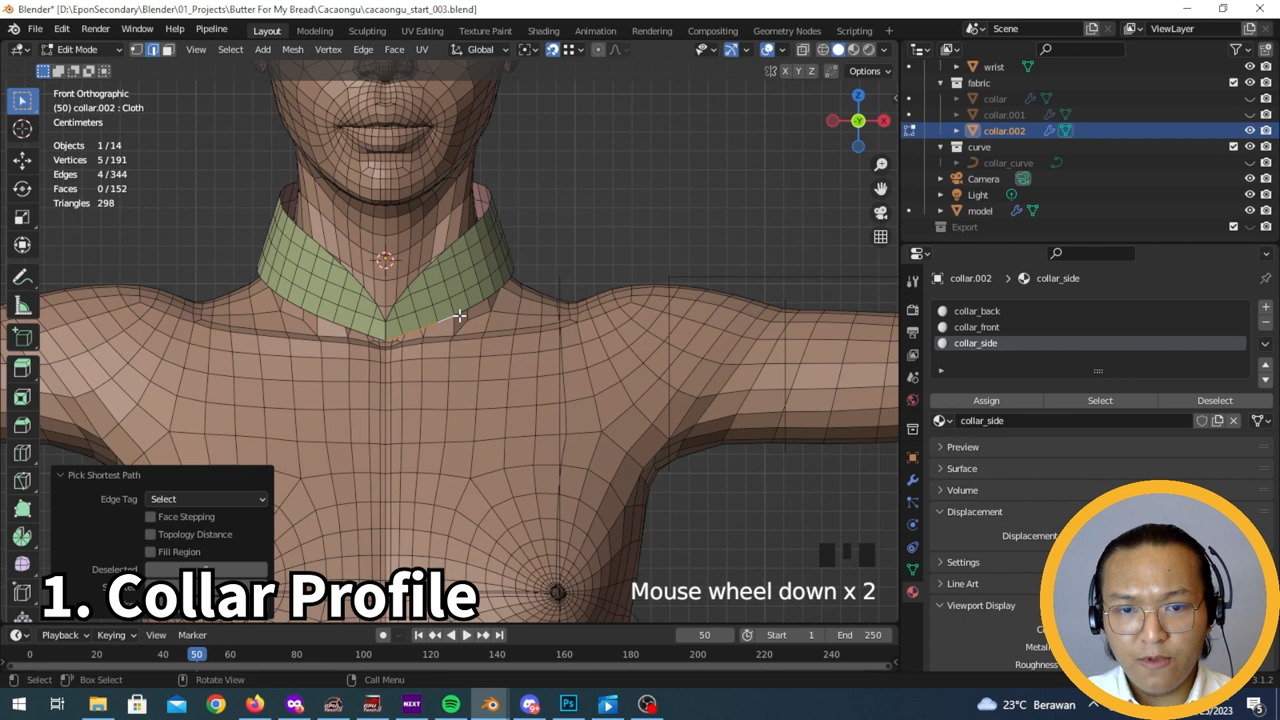 Blender* [D:\EponSecondary\Blender\01_Projects\Butter For My Bread\Cacaongu\cacaongu_start_003.blend]
File Edit Render Window Help Pipeline Layout Modeling Sculpting UV Editing Texture Paint Shading Animation Rendering Compositing Geometry Nodes Scripting Scene ViewLayer
Edit Mode View Select Add Mesh Vertex Edge Face UV Global
X Y Z Options
Front Orthographic
(50) collar.002 : Cloth
Centimeters
Objects 1/14
Vertices 5/191
Edges 4/344
Faces 0/152
Triangles 298
Z
X
Y
wrist
fabric
collar
collar.001
collar.002
curve
collar_curve
Camera
Light
model
Export
collar.002 > collar_side
collar_back
collar_front
collar_side
Assign Select Deselect
collar_side
Preview
Surface
Volume
Displacement
Displacement
Settings
Line Art
Viewport Display
Metal
Roughness
Pick Shortest Path
Edge Tag Select
Face Stepping
Topology Distance
Fill Region
Deselected
1. Collar Profile
Mouse wheel down x 2
Playback Keying View Marker 50 Start 1 End 250
0 20 40 50 60 80 100 120 140 160 180 200 220 240
Select Box Select Rotate View Call Menu 3.1.2
23°C Berawan